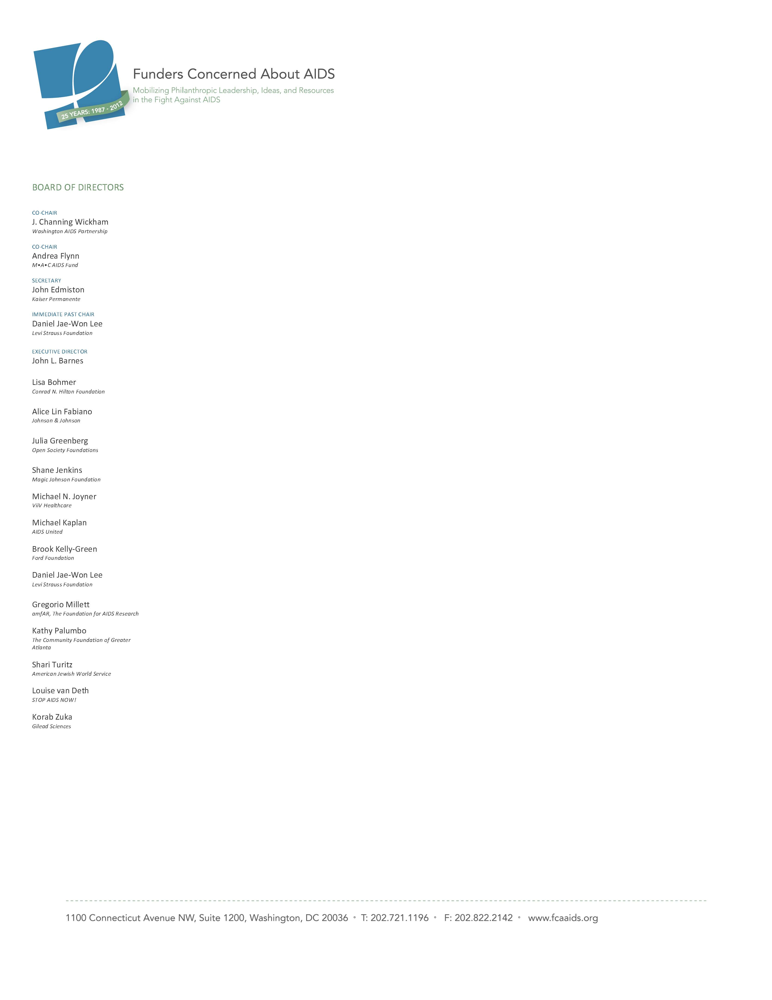 Funders Concerned About AIDS
Mobilizing Philanthropic Leadership, Ideas, and Resources
in the Fight Against AIDS
25 YEARS: 1987 - 2012
BOARD OF DIRECTORS
CO-CHAIR
J. Channing Wickham
Washington AIDS Partnership
CO-CHAIR
Andrea Flynn
M•A•C AIDS Fund
SECRETARY
John Edmiston
Kaiser Permanente
IMMEDIATE PAST CHAIR
Daniel Jae-Won Lee
Levi Strauss Foundation
EXECUTIVE DIRECTOR
John L. Barnes
Lisa Bohmer
Conrad N. Hilton Foundation
Alice Lin Fabiano
Johnson & Johnson
Julia Greenberg
Open Society Foundations
Shane Jenkins
Magic Johnson Foundation
Michael N. Joyner
ViiV Healthcare
Michael Kaplan
AIDS United
Brook Kelly-Green
Ford Foundation
Daniel Jae-Won Lee
Levi Strauss Foundation
Gregorio Millett
amfAR, The Foundation for AIDS Research
Kathy Palumbo
The Community Foundation of Greater
Atlanta
Shari Turitz
American Jewish World Service
Louise van Deth
STOP AIDS NOW!
Korab Zuka
Gilead Sciences
1100 Connecticut Avenue NW, Suite 1200, Washington, DC 20036 ° T: 202.721.1196 ° F: 202.822.2142 ° www.fcaaids.org